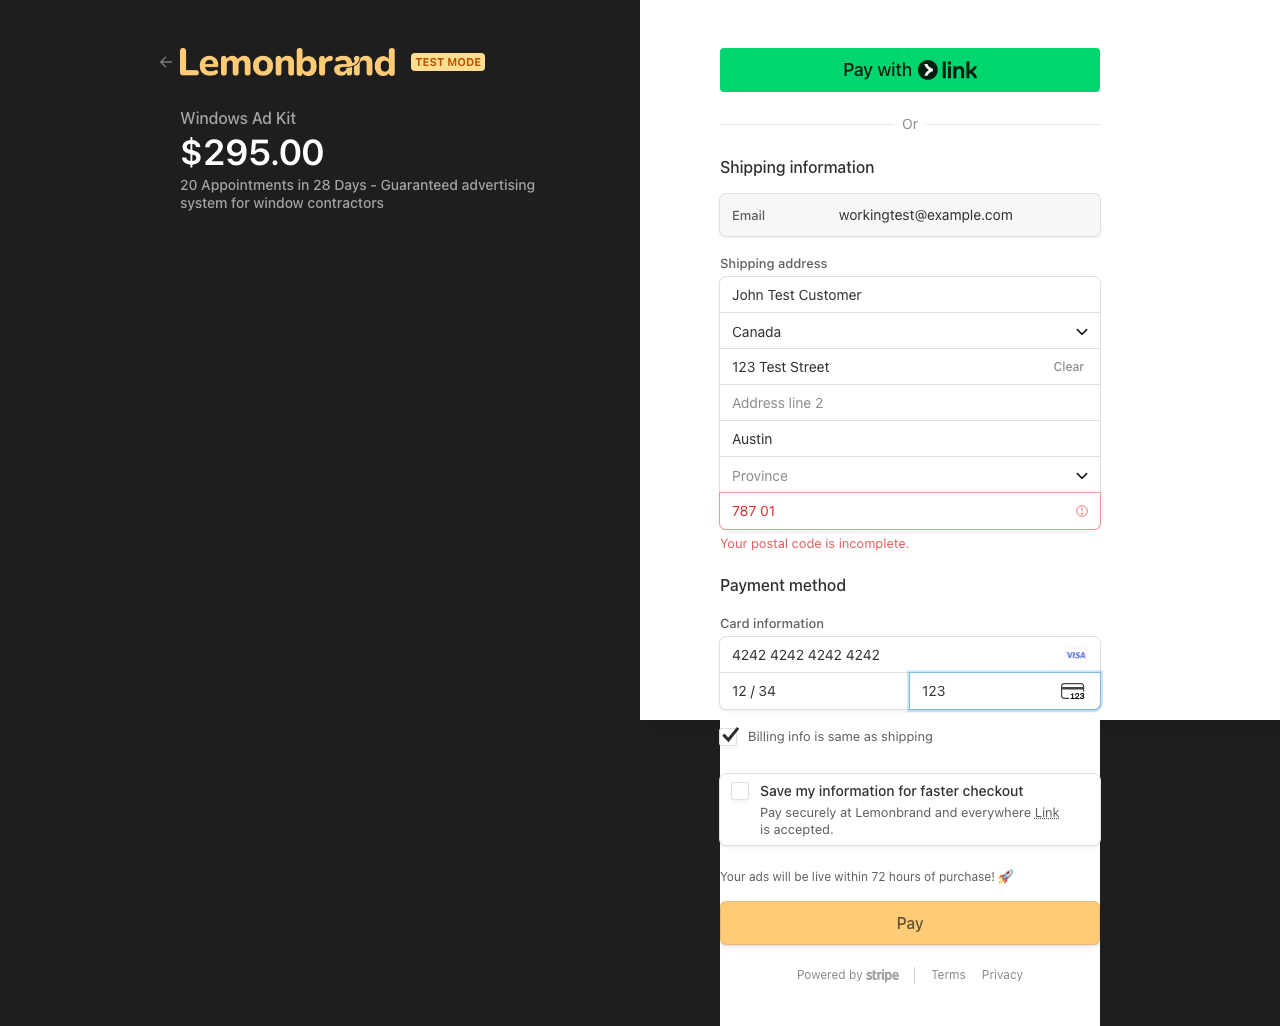 Lemonbrand
TEST MODE
Windows Ad Kit
$295.00
20 Appointments in 28 Days - Guaranteed advertising
system for window contractors
Pay with link
Or
Shipping information
Email workingtest@example.com
Shipping address
John Test Customer
Canada
123 Test Street Clear
Address line 2
Austin
Province
787 01
Your postal code is incomplete.
Payment method
Card information
4242 4242 4242 4242 VISA
12 / 34 123 123
Billing info is same as shipping
Save my information for faster checkout
Pay securely at Lemonbrand and everywhere Link
is accepted.
Your ads will be live within 72 hours of purchase! 🚀
Pay
Powered by stripe Terms Privacy